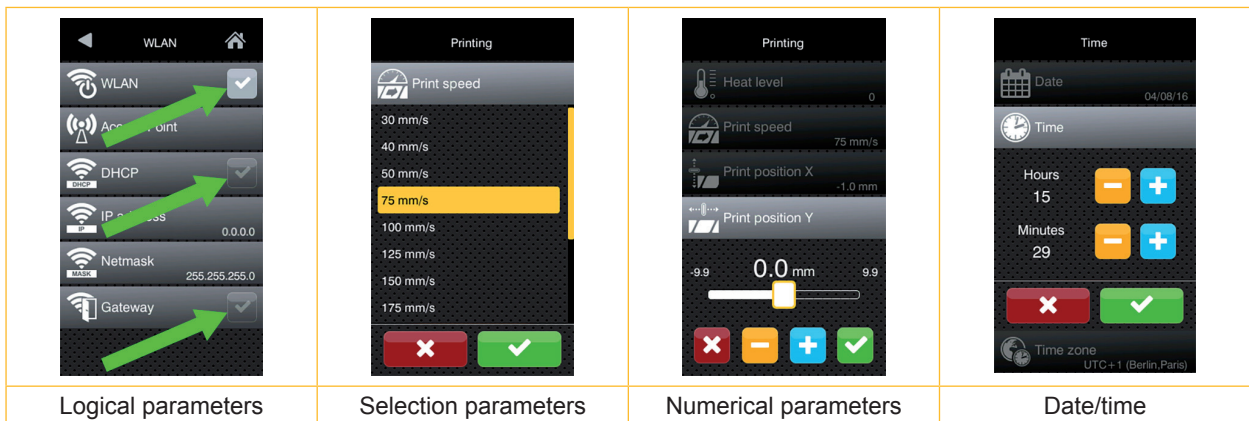 WLAN
WLAN
Access Point
DHCP
DHCP
IP address
IP
0.0.0.0
Netmask
MASK
255.255.255.0
Gateway
Logical parameters
Printing
Print speed
30 mm/s
40 mm/s
50 mm/s
75 mm/s
100 mm/s
125 mm/s
150 mm/s
175 mm/s
Selection parameters
Printing
Heat level
0
Print speed
75 mm/s
Print position X
-1.0 mm
Print position Y
-9.9 0.0 mm 9.9
Numerical parameters
Time
Date
04/08/16
Time
Hours
15
Minutes
29
Time zone
UTC+1 (Berlin,Paris)
Date/time